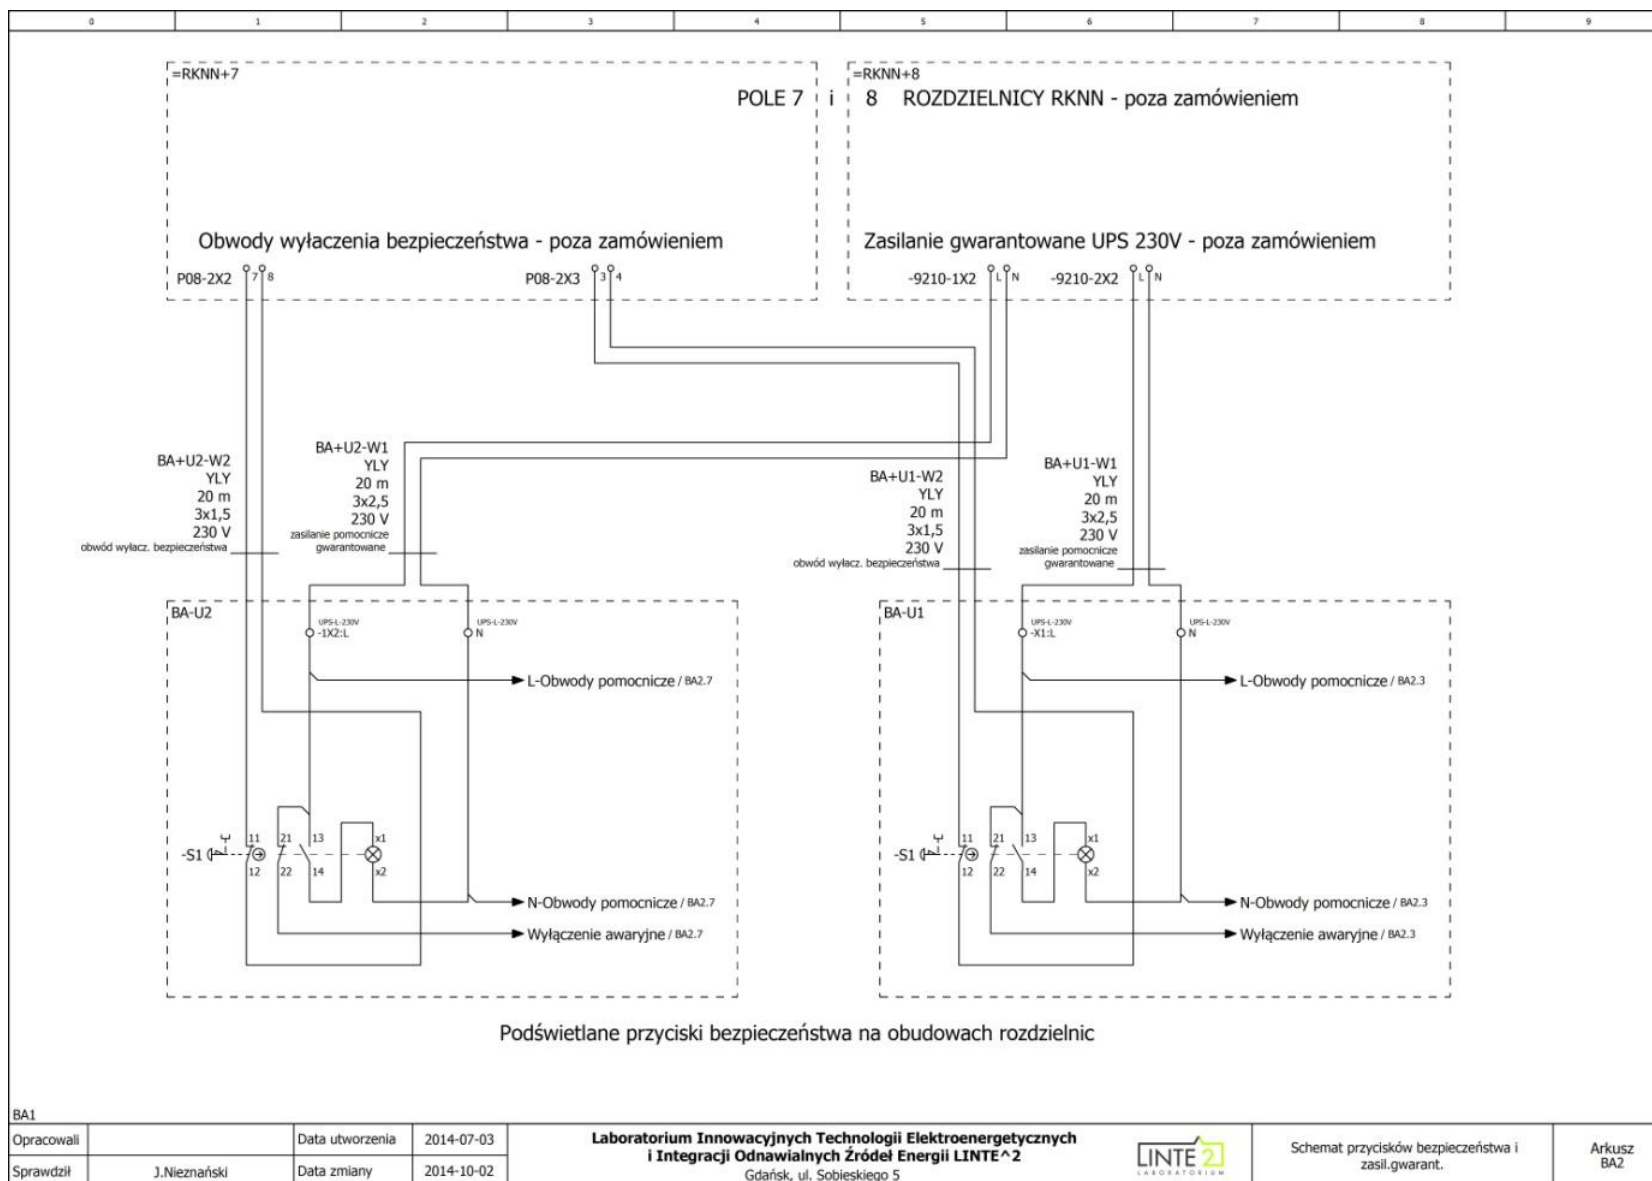 0 1 2 3 4 5 6 7 8 9
=RKNN+7
=RKNN+8
POLE 7 i 8 ROZDZIELNICY RKNN - poza zamówieniem
Obwody wyłaczenia bezpieczeństwa - poza zamówieniem
Zasilanie gwarantowane UPS 230V - poza zamówieniem
P08-2X2 7 8
P08-2X3 3 4
-9210-1X2 L N
-9210-2X2 L N
BA+U2-W2
YLY
20 m
3x1,5
230 V
obwód wyłacz. bezpieczeństwa
BA+U2-W1
YLY
20 m
3x2,5
230 V
zasilanie pomocnicze
gwarantowane
BA+U1-W2
YLY
20 m
3x1,5
230 V
obwód wyłacz. bezpieczeństwa
BA+U1-W1
YLY
20 m
3x2,5
230 V
zasilanie pomocnicze
gwarantowane
BA-U2
UPS-L-230V
-1X2:L
UPS-L-230V
N
L-Obwody pomocnicze / BA2.7
-S1
11 21 13 x1
12 22 14 x2
N-Obwody pomocnicze / BA2.7
Wyłączenie awaryjne / BA2.7
BA-U1
UPS-L-230V
-X1:L
UPS-L-230V
N
L-Obwody pomocnicze / BA2.3
-S1
11 21 13 x1
12 22 14 x2
N-Obwody pomocnicze / BA2.3
Wyłączenie awaryjne / BA2.3
Podświetlane przyciski bezpieczeństwa na obudowach rozdzielnic
BA1
Opracowali
Data utworzenia 2014-07-03
Sprawdził J.Nieznański
Data zmiany 2014-10-02
Laboratorium Innowacyjnych Technologii Elektroenergetycznych
i Integracji Odnawialnych Źródeł Energii LINTE^2
Gdańsk, ul. Sobieskiego 5
LINTE 2
LABORATORIUM
Schemat przycisków bezpieczeństwa i
zasil.gwarant.
Arkusz
BA2